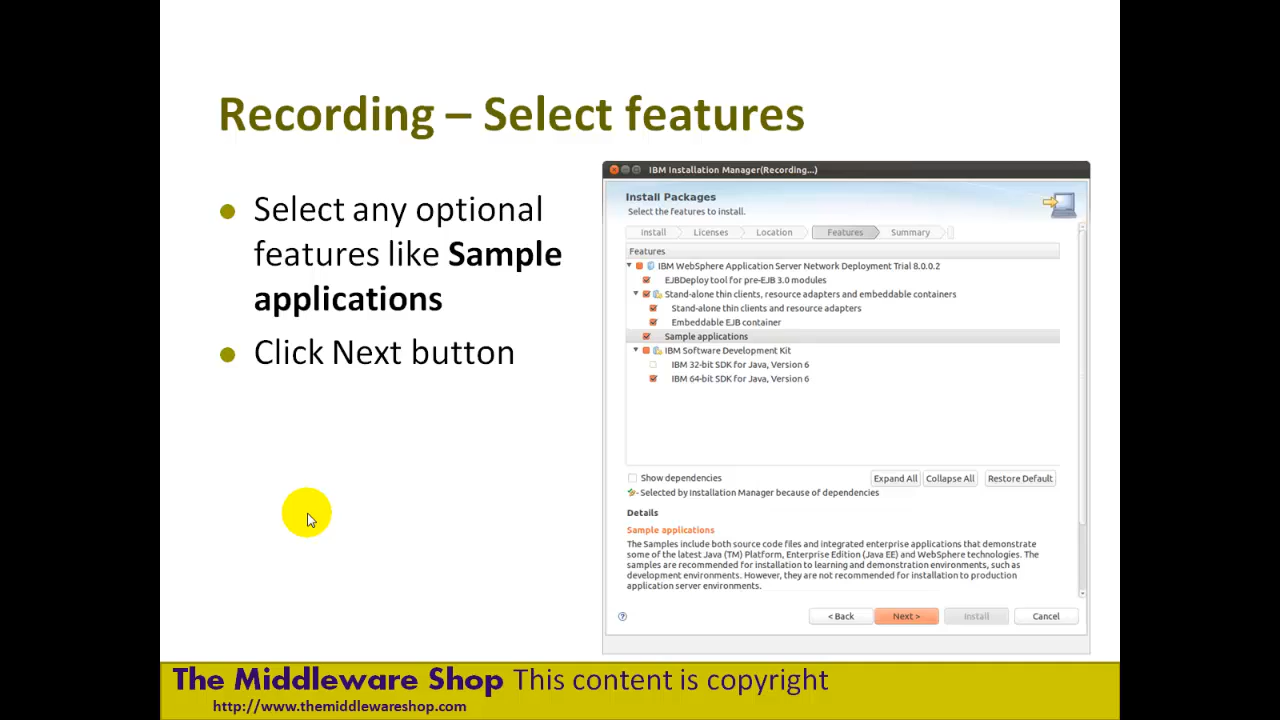 Recording – Select features
Select any optional
features like Sample
applications
Click Next button
IBM Installation Manager(Recording...)
Install Packages
Select the features to install.
Install
Licenses
Location
Features
Summary
Features
IBM WebSphere Application Server Network Deployment Trial 8.0.0.2
EJBDeploy tool for pre-EJB 3.0 modules
Stand-alone thin clients, resource adapters and embeddable containers
Stand-alone thin clients and resource adapters
Embeddable EJB container
Sample applications
IBM Software Development Kit
IBM 32-bit SDK for Java, Version 6
IBM 64-bit SDK for Java, Version 6
Show dependencies
Expand All
Collapse All
Restore Default
-Selected by Installation Manager because of dependencies
Details
Sample applications
The Samples include both source code files and integrated enterprise applications that demonstrate
some of the latest Java (TM) Platform, Enterprise Edition (Java EE) and WebSphere technologies. The
samples are recommended for installation to learning and demonstration environments, such as
development environments. However, they are not recommended for installation to production
application server environments.
?
< Back
Next >
Install
Cancel
The Middleware Shop This content is copyright
http://www.themiddlewareshop.com